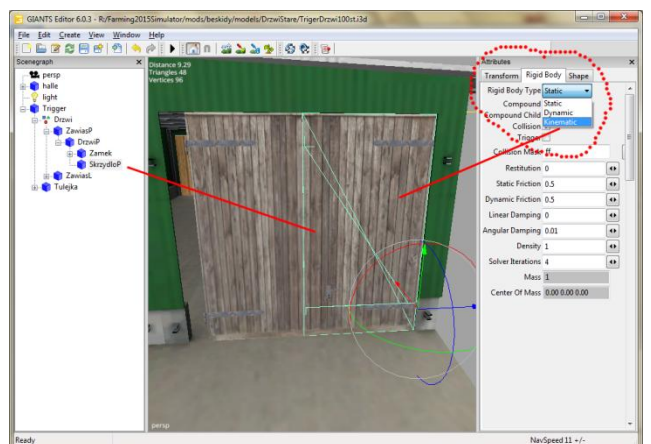 GIANTS Editor 6.0.3 - R:/Farming2015Simulator/mods/beskidy/models/DrzwiStare/TrigerDrzwi100st.i3d
File Edit Create View Window Help
Scenegraph
persp
halle
light
Trigger
Drzwi
ZawiasP
DrzwiP
Zamek
SkrzydloP
ZawiasL
Tulejka
Distance 9.29
Triangles 48
Vertices 96
persp
Attributes
Transform Rigid Body Shape
Rigid Body Type Static
Compound Static
Compound Child Dynamic
Collision Kinematic
Trigger
Collision Mask ff
Restitution 0
Static Friction 0.5
Dynamic Friction 0.5
Linear Damping 0
Angular Damping 0.01
Density 1
Solver Iterations 4
Mass 1
Center Of Mass 0.00 0.00 0.00
Ready NavSpeed 11 +/-